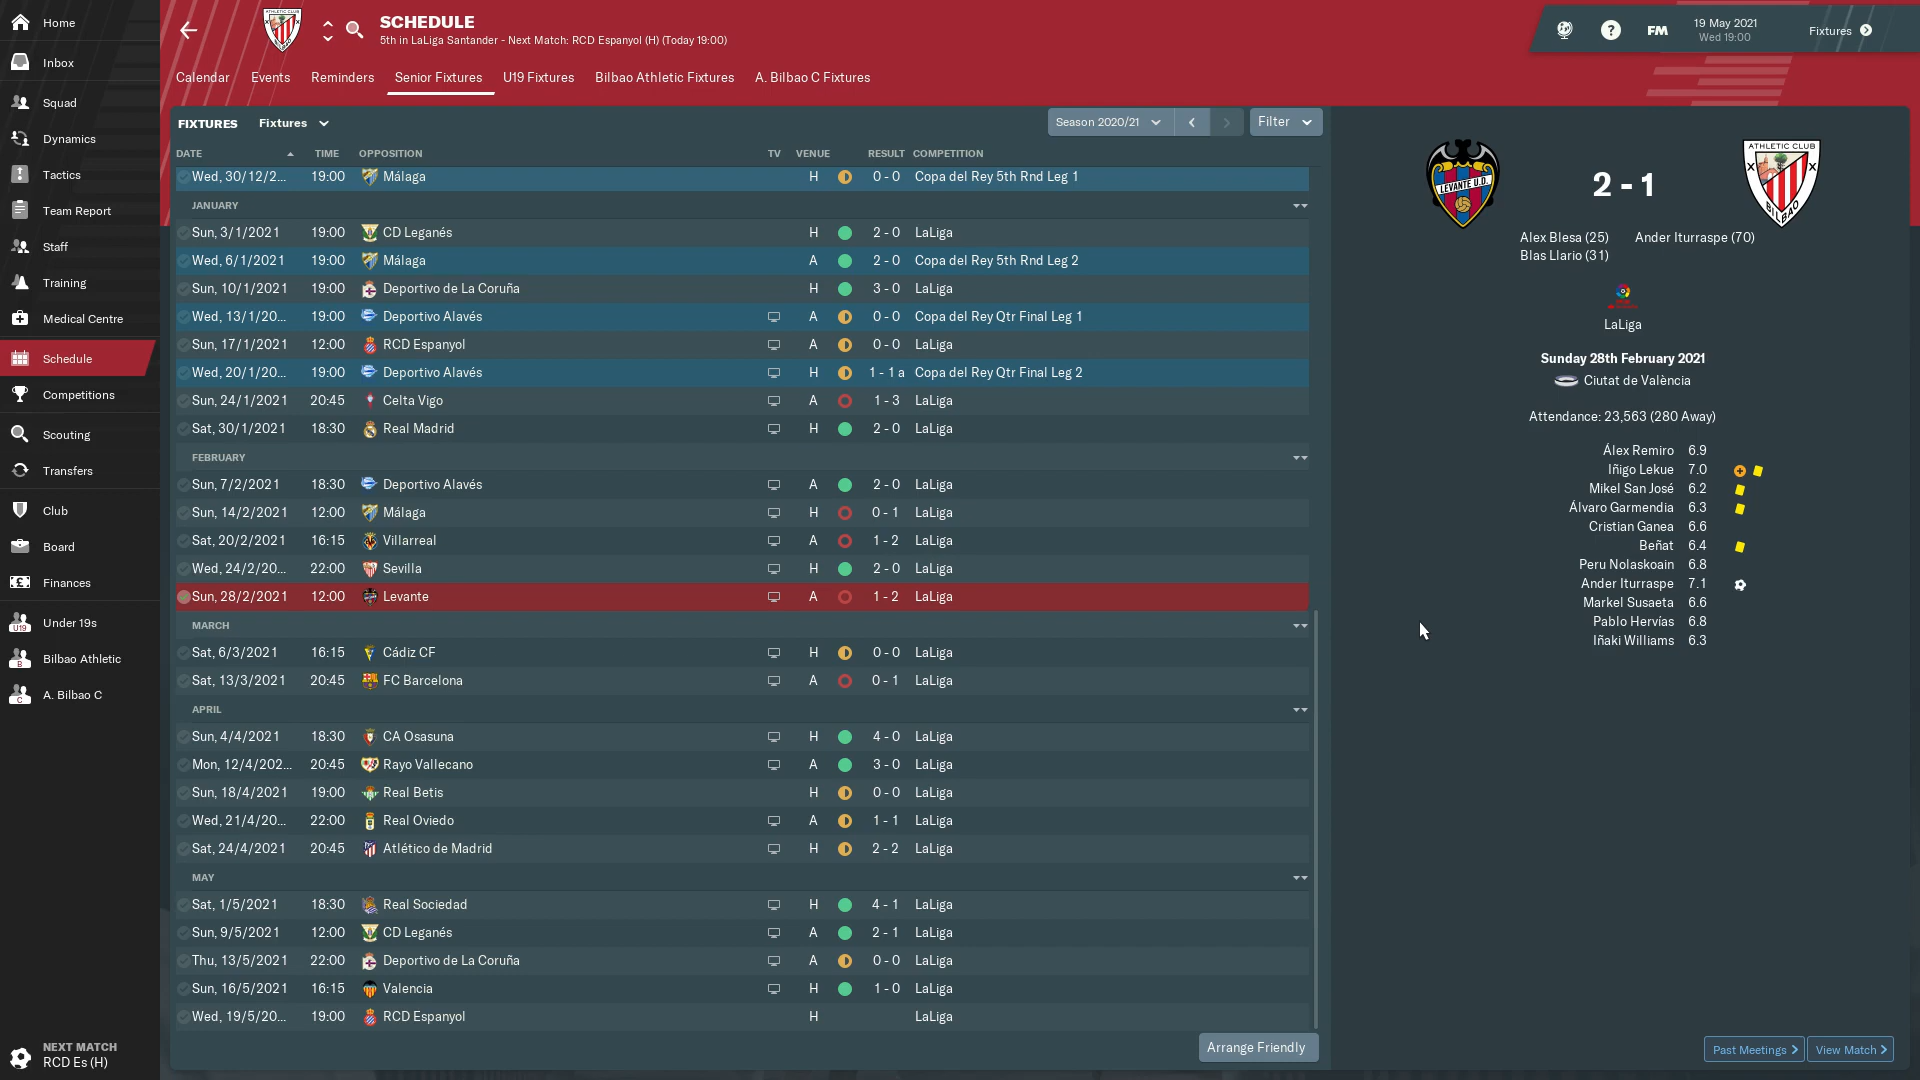 Home
Inbox
Squad
Dynamics
Tactics
Team Report
Staff
Training
Medical Centre
Schedule
Competitions
Scouting
Transfers
Club
Board
Finances
U19
Under 19s
B
Bilbao Athletic
C
A. Bilbao C
NEXT MATCH
RCD Es (H)
ATHLETIC CLUB
BILBAO
SCHEDULE
5th in LaLiga Santander - Next Match: RCD Espanyol (H) (Today 19:00)
? FM 19 May 2021
Wed 19:00
Fixtures
Calendar Events Reminders Senior Fixtures U19 Fixtures Bilbao Athletic Fixtures A. Bilbao C Fixtures
FIXTURES Fixtures Season 2020/21 Filter
DATE TIME OPPOSITION TV VENUE RESULT COMPETITION
Wed, 30/12/2... 19:00 Málaga H 0 - 0 Copa del Rey 5th Rnd Leg 1
JANUARY
Sun, 3/1/2021 19:00 CD Leganés H 2 - 0 LaLiga
Wed, 6/1/2021 19:00 Málaga A 2 - 0 Copa del Rey 5th Rnd Leg 2
Sun, 10/1/2021 19:00 Deportivo de La Coruña H 3 - 0 LaLiga
Wed, 13/1/20... 19:00 Deportivo Alavés A 0 - 0 Copa del Rey Qtr Final Leg 1
Sun, 17/1/2021 12:00 RCD Espanyol A 0 - 0 LaLiga
Wed, 20/1/20... 19:00 Deportivo Alavés H 1 - 1 a Copa del Rey Qtr Final Leg 2
Sun, 24/1/2021 20:45 Celta Vigo A 1 - 3 LaLiga
Sat, 30/1/2021 18:30 Real Madrid H 2 - 0 LaLiga
FEBRUARY
Sun, 7/2/2021 18:30 Deportivo Alavés A 2 - 0 LaLiga
Sun, 14/2/2021 12:00 Málaga H 0 - 1 LaLiga
Sat, 20/2/2021 16:15 Villarreal A 1 - 2 LaLiga
Wed, 24/2/20... 22:00 Sevilla H 2 - 0 LaLiga
Sun, 28/2/2021 12:00 Levante A 1 - 2 LaLiga
MARCH
Sat, 6/3/2021 16:15 Cádiz CF H 0 - 0 LaLiga
Sat, 13/3/2021 20:45 FC Barcelona A 0 - 1 LaLiga
APRIL
Sun, 4/4/2021 18:30 CA Osasuna H 4 - 0 LaLiga
Mon, 12/4/202... 20:45 Rayo Vallecano A 3 - 0 LaLiga
Sun, 18/4/2021 19:00 Real Betis H 0 - 0 LaLiga
Wed, 21/4/20... 22:00 Real Oviedo A 1 - 1 LaLiga
Sat, 24/4/2021 20:45 Atlético de Madrid H 2 - 2 LaLiga
MAY
Sat, 1/5/2021 18:30 Real Sociedad H 4 - 1 LaLiga
Sun, 9/5/2021 12:00 CD Leganés A 2 - 1 LaLiga
Thu, 13/5/2021 22:00 Deportivo de La Coruña A 0 - 0 LaLiga
Sun, 16/5/2021 16:15 Valencia H 1 - 0 LaLiga
Wed, 19/5/20... 19:00 RCD Espanyol H LaLiga
Arrange Friendly
LEVANTE U.D. 2 - 1 ATHLETIC CLUB
BILBAO
Alex Blesa (25) Ander Iturraspe (70)
Blas Llario (31)
LaLiga
Sunday 28th February 2021
Ciutat de València
Attendance: 23,563 (280 Away)
Álex Remiro 6.9
Iñigo Lekue 7.0
Mikel San José 6.2
Álvaro Garmendia 6.3
Cristian Ganea 6.6
Beñat 6.4
Peru Nolaskoain 6.8
Ander Iturraspe 7.1
Markel Susaeta 6.6
Pablo Hervías 6.8
Iñaki Williams 6.3
Past Meetings View Match